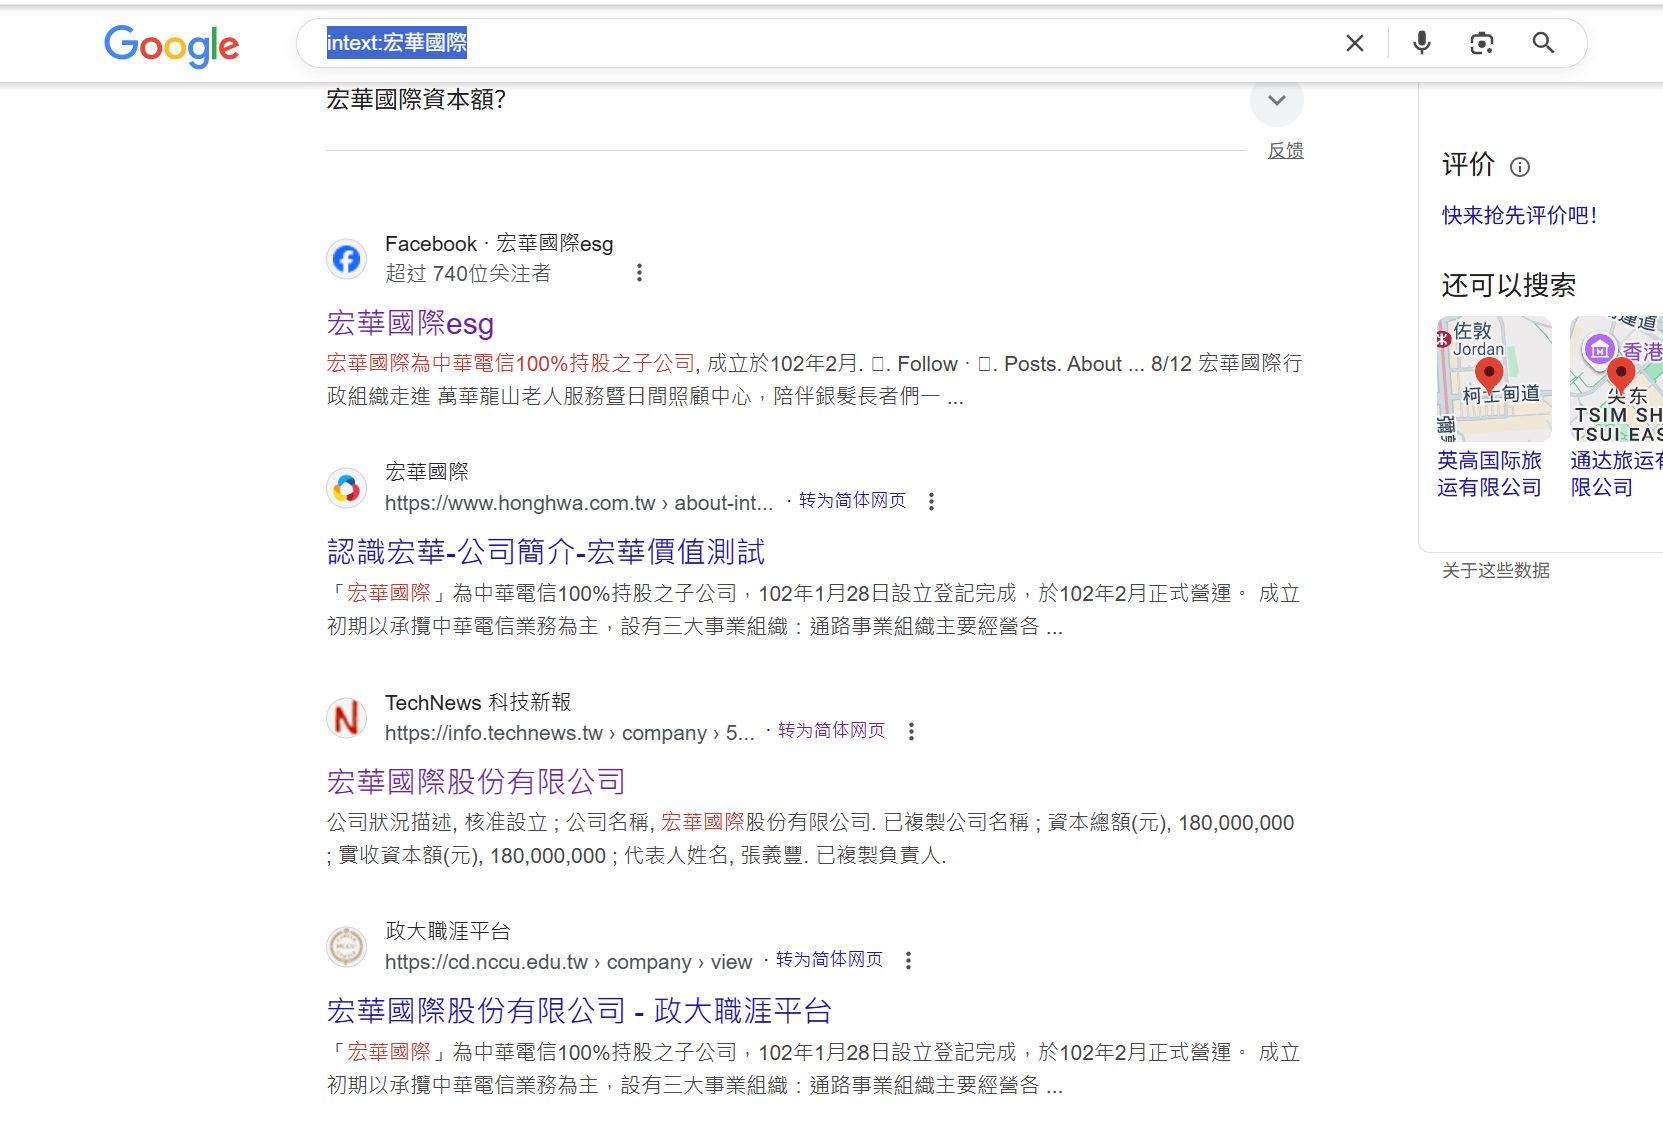 Google
intext:宏華國際
宏華國際資本額?
反馈
Facebook · 宏華國際esg
超过 740位关注者
宏華國際esg
宏華國際為中華電信100%持股之子公司, 成立於102年2月. . Follow · . Posts. About ... 8/12 宏華國際行
政組織走進 萬華龍山老人服務暨日間照顧中心，陪伴銀髮長者們一 ...
宏華國際
https://www.honghwa.com.tw › about-int... · 转为简体网页
認識宏華-公司簡介-宏華價值測試
「宏華國際」為中華電信100%持股之子公司，102年1月28日設立登記完成，於102年2月正式營運。 成立
初期以承攬中華電信業務為主，設有三大事業組織：通路事業組織主要經營各 ...
TechNews 科技新報
https://info.technews.tw › company › 5... · 转为简体网页
宏華國際股份有限公司
公司狀況描述, 核准設立 ; 公司名稱, 宏華國際股份有限公司. 已複製公司名稱 ; 資本總額(元), 180,000,000
; 實收資本額(元), 180,000,000 ; 代表人姓名, 張義豐. 已複製負責人.
政大職涯平台
https://cd.nccu.edu.tw › company › view · 转为简体网页
宏華國際股份有限公司 - 政大職涯平台
「宏華國際」為中華電信100%持股之子公司，102年1月28日設立登記完成，於102年2月正式營運。 成立
初期以承攬中華電信業務為主，設有三大事業組織：通路事業組織主要經營各 ...
评价
快来抢先评价吧！
还可以搜索
佐敦
Jordan
柯士甸道
香港
尖东
TSIM SH
TSUI EAS
英高国际旅
运有限公司
通达旅运有
限公司
关于这些数据